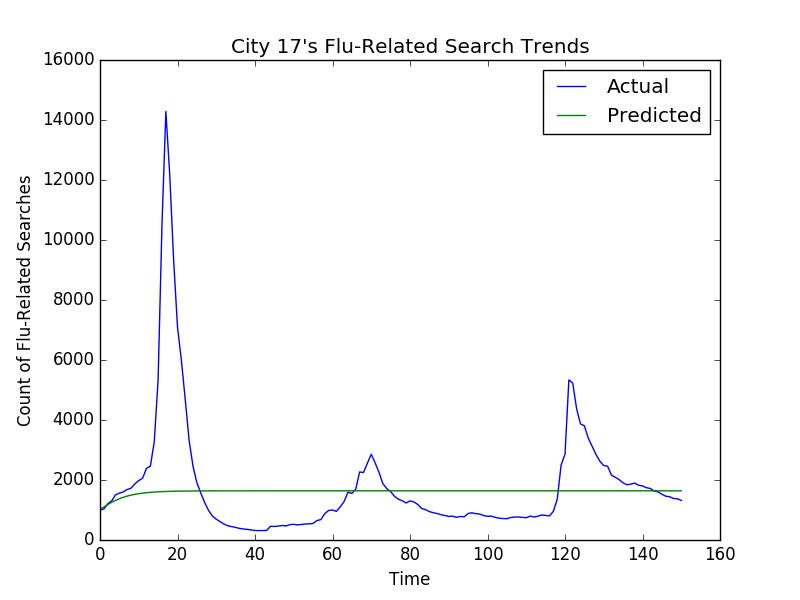 City 17's Flu-Related Search Trends
Actual
Predicted
16000
14000
12000
10000
8000
6000
4000
2000
0
Count of Flu-Related Searches
0 20 40 60 80 100 120 140 160
Time